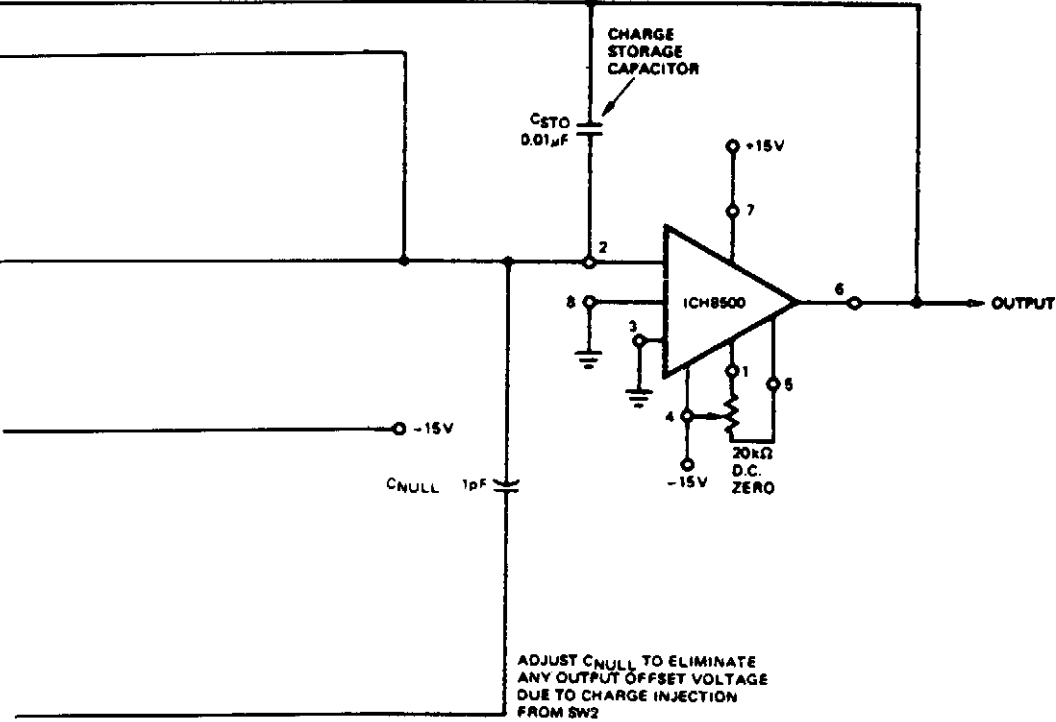 CHARGE
STORAGE
CAPACITOR
CSTO
0.01µF
+15V
7
2
8
ICH8500
6
OUTPUT
3
1
5
4
-15V
20kΩ
D.C.
ZERO
-15V
CNULL 1pF
ADJUST CNULL TO ELIMINATE
ANY OUTPUT OFFSET VOLTAGE
DUE TO CHARGE INJECTION
FROM SW2